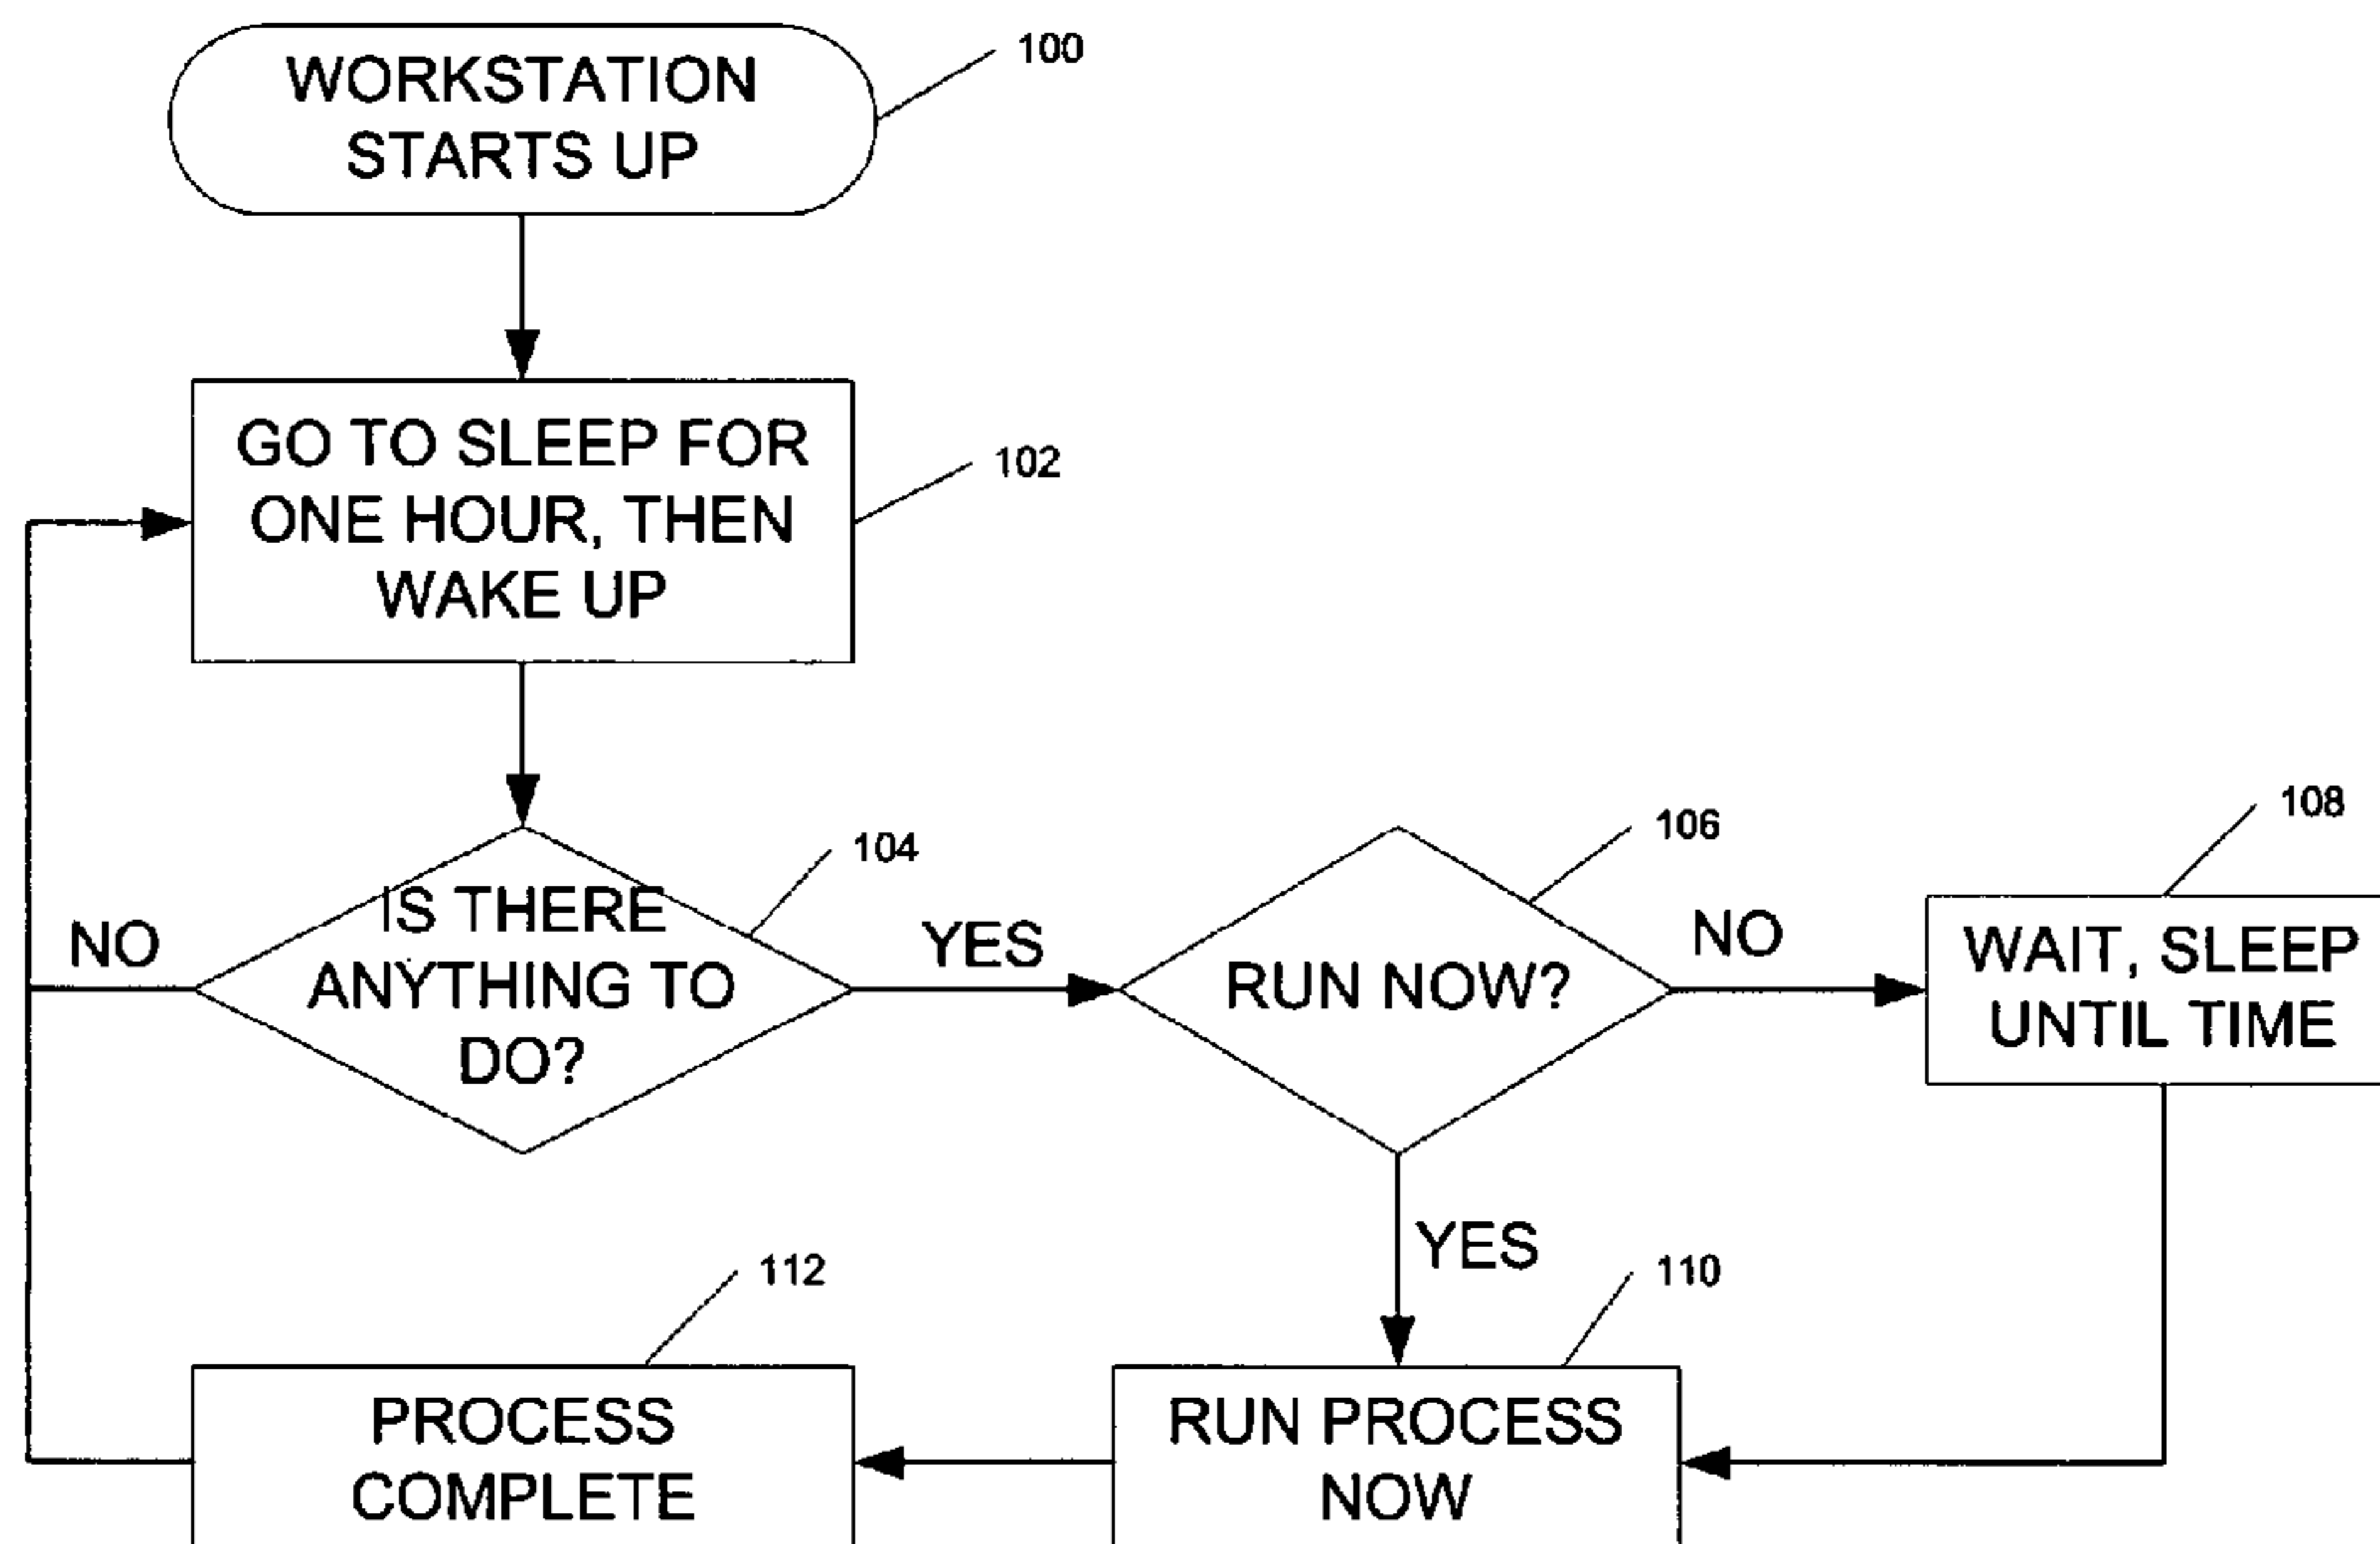 WORKSTATION
STARTS UP
100
GO TO SLEEP FOR
ONE HOUR, THEN
WAKE UP
102
IS THERE
ANYTHING TO
DO?
104
NO
YES
RUN NOW?
106
NO
WAIT, SLEEP
UNTIL TIME
108
YES
RUN PROCESS
NOW
110
PROCESS
COMPLETE
112